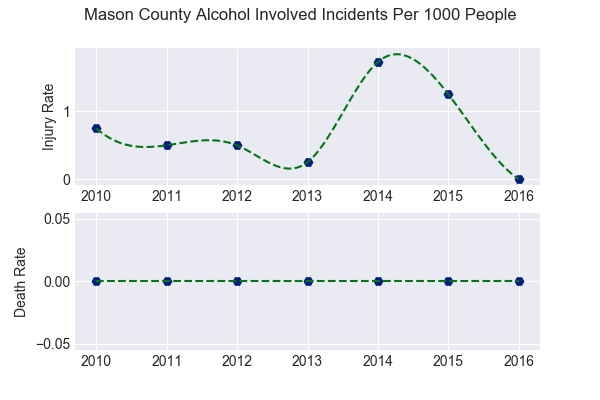 Mason County Alcohol Involved Incidents Per 1000 People
Injury Rate
1
0
2010 2011 2012 2013 2014 2015 2016
Death Rate
0.05
0.00
−0.05
2010 2011 2012 2013 2014 2015 2016